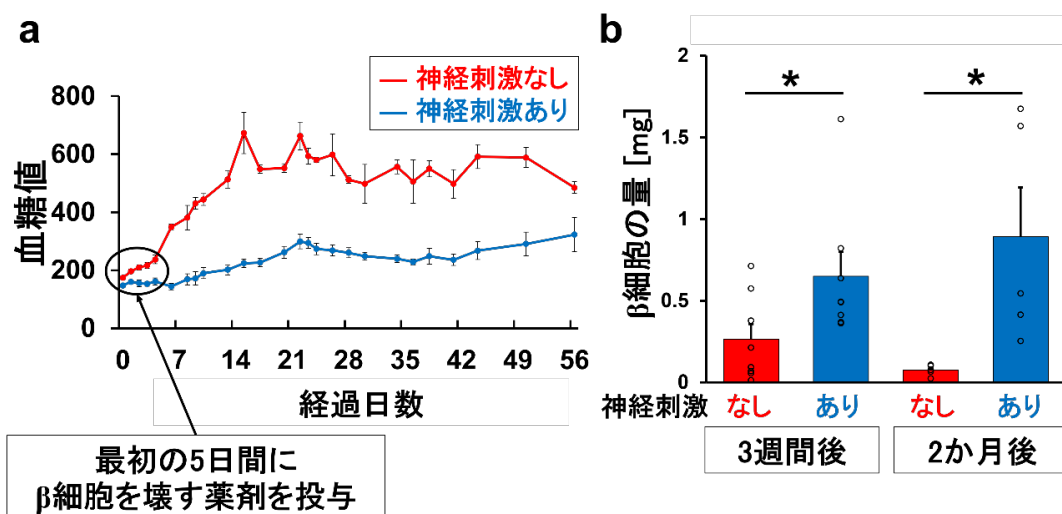 a
神経刺激なし
神経刺激あり
血糖値
800
600
400
200
0
0 7 14 21 28 35 42 49 56
経過日数
最初の5日間に
β細胞を壊す薬剤を投与
b
β細胞の量 [mg]
2
1.5
1
0.5
0
* *
神経刺激 なし あり なし あり
3週間後 2か月後